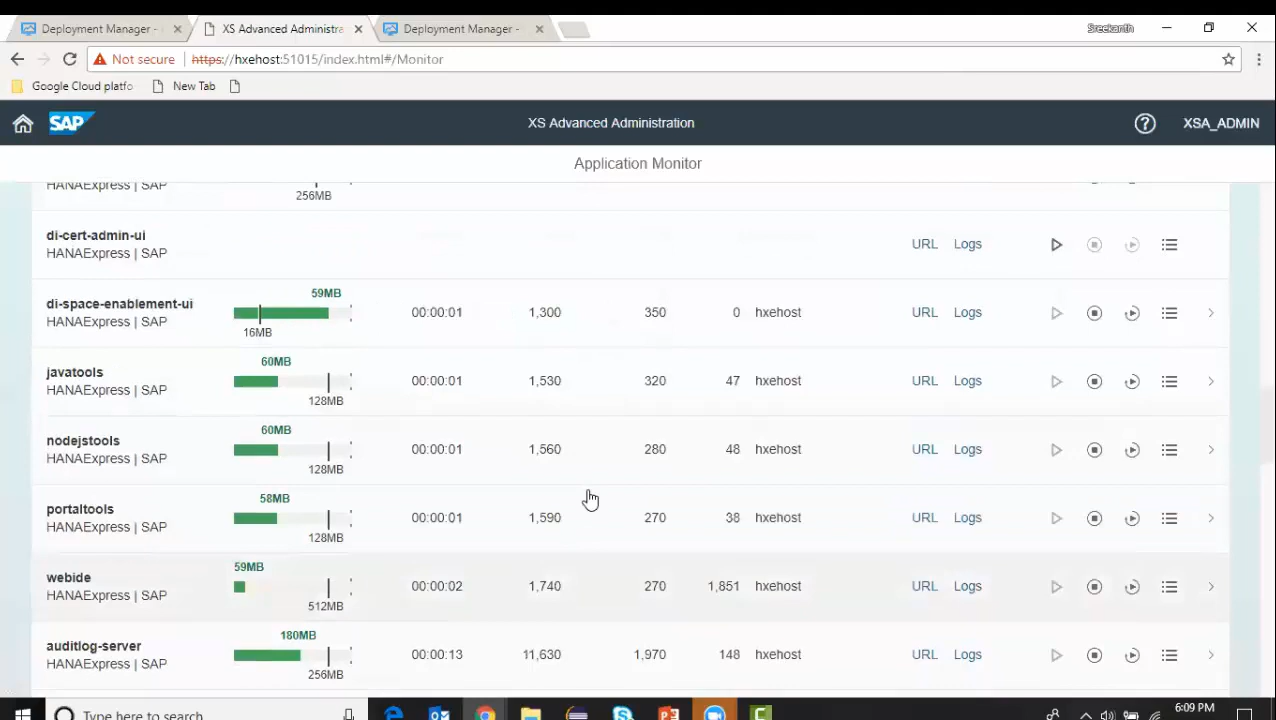 Deployment Manager -
XS Advanced Administra
Deployment Manager -
Sreekanth
Not secure | https://hxehost:51015/index.html#/Monitor
Google Cloud platfo
New Tab
SAP
XS Advanced Administration
XSA_ADMIN
Application Monitor
HANAExpress | SAP
256MB
di-cert-admin-ui
HANAExpress | SAP
URL Logs
59MB
di-space-enablement-ui
HANAExpress | SAP
16MB
00:00:01 1,300 350 0 hxehost URL Logs
60MB
javatools
HANAExpress | SAP
128MB
00:00:01 1,530 320 47 hxehost URL Logs
60MB
nodejstools
HANAExpress | SAP
128MB
00:00:01 1,560 280 48 hxehost URL Logs
58MB
portaltools
HANAExpress | SAP
128MB
00:00:01 1,590 270 38 hxehost URL Logs
59MB
webide
HANAExpress | SAP
512MB
00:00:02 1,740 270 1,851 hxehost URL Logs
180MB
auditlog-server
HANAExpress | SAP
256MB
00:00:13 11,630 1,970 148 hxehost URL Logs
Type here to search
6:09 PM